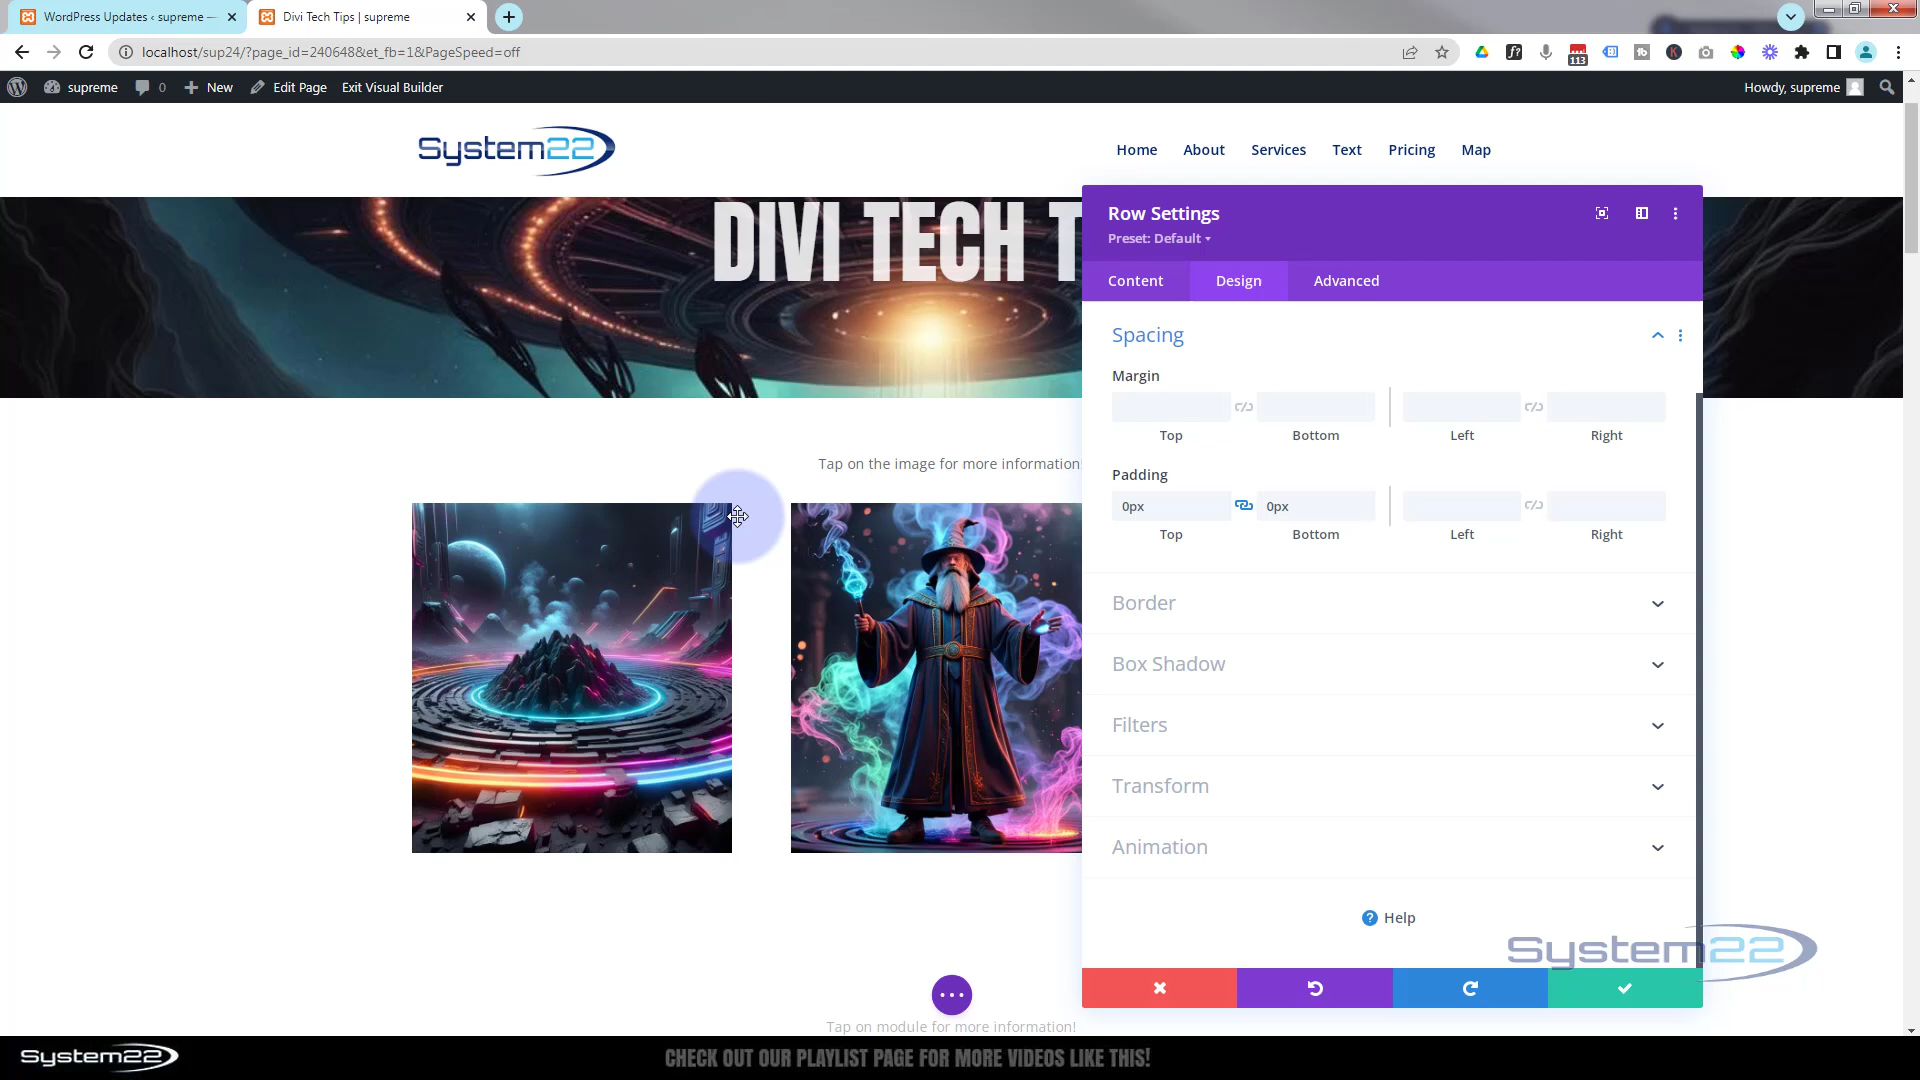 WordPress Updates ‹ supreme —
Divi Tech Tips | supreme
localhost/sup24/?page_id=240648&et_fb=1&PageSpeed=off
113
supreme
0
New
Edit Page
Exit Visual Builder
Howdy, supreme
System22
Home
About
Services
Text
Pricing
Map
DIVI TECH T
Row Settings
Preset: Default
Content
Design
Advanced
Spacing
Margin
Top
Bottom
Left
Right
Tap on the image for more information!
Padding
0px
0px
Top
Bottom
Left
Right
Border
Box Shadow
Filters
Transform
Animation
Help
System22
Tap on module for more information!
System22
CHECK OUT OUR PLAYLIST PAGE FOR MORE VIDEOS LIKE THIS!